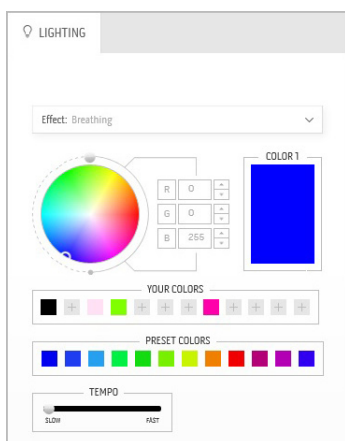 LIGHTING
Effect: Breathing
COLOR 1
R 0
G 0
B 255
YOUR COLORS
PRESET COLORS
TEMPO
SLOW FAST